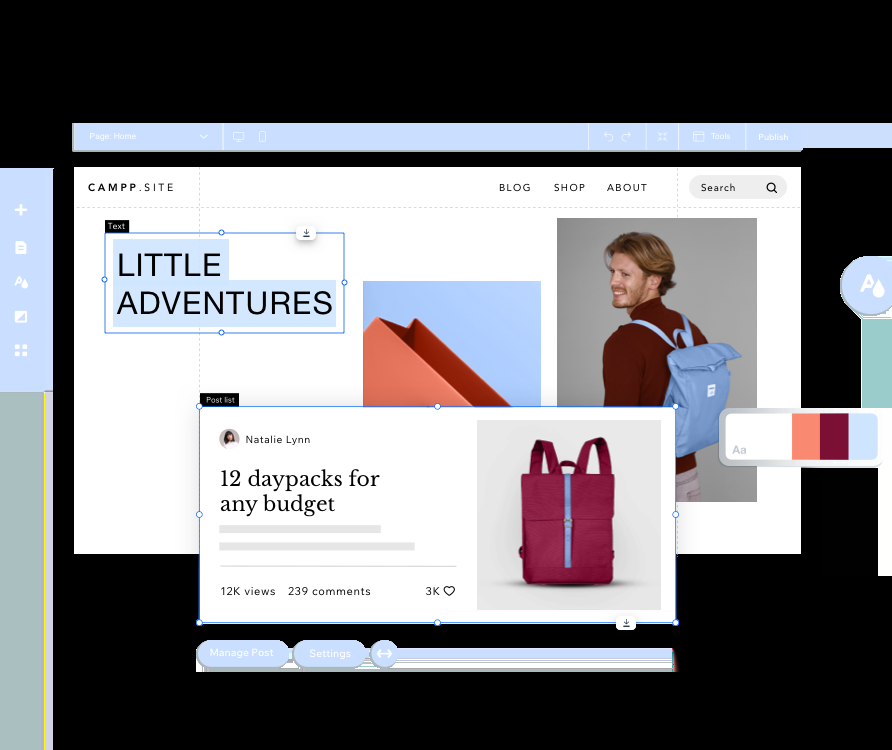 Page: Home
Tools
Publish
CAMPP.SITE
BLOG SHOP ABOUT
Search
Text
LITTLE
ADVENTURES
Post list
Natalie Lynn
12 daypacks for
any budget
12K views 239 comments 3K
Aa
Manage Post Settings